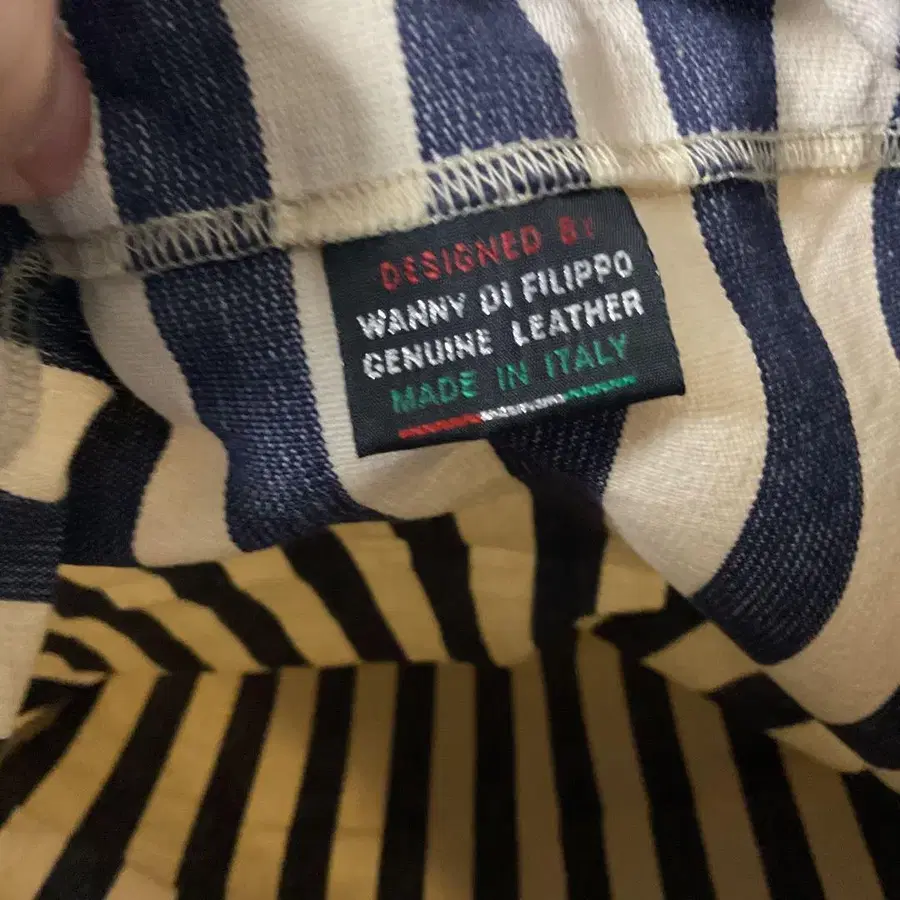 DESIGNED BY
WANNY DI FILIPPO
GENUINE LEATHER
MADE IN ITALY